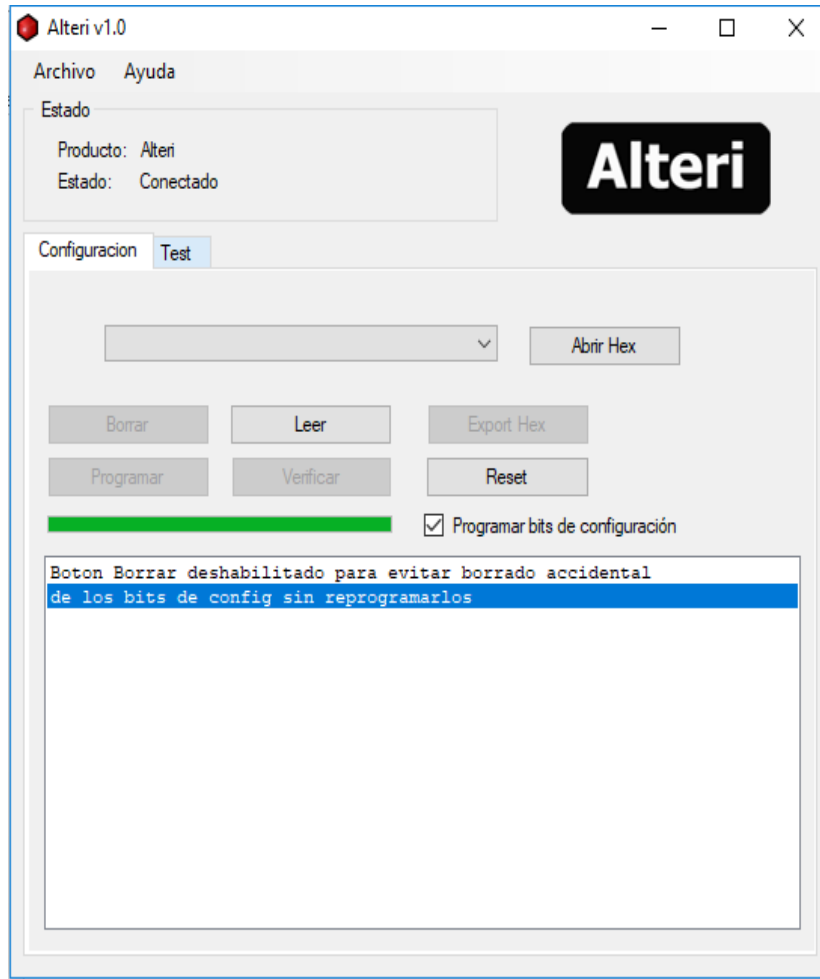 Alteri v1.0
Archivo Ayuda
Estado
Producto: Alteri
Estado: Conectado
Alteri
Configuracion Test
Abrir Hex
Borrar Leer Export Hex
Programar Verificar Reset
Programar bits de configuración
Boton Borrar deshabilitado para evitar borrado accidental
de los bits de config sin reprogramarlos